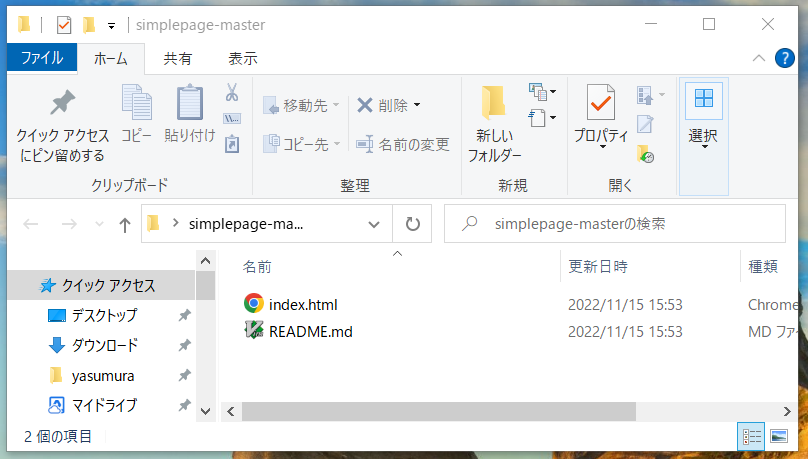 simplepage-master
ファイル ホーム 共有 表示
クイック アクセス
にピン留めする
コピー
貼り付け
移動先
コピー先
削除
名前の変更
新しい
フォルダー
プロパティ
選択
クリップボード 整理 新規 開く
simplepage-ma...
simplepage-masterの検索
名前 更新日時 種類
クイック アクセス
デスクトップ
ダウンロード
yasumura
マイドライブ
index.html 2022/11/15 15:53 Chrome
README.md 2022/11/15 15:53 MD ファ
2 個の項目